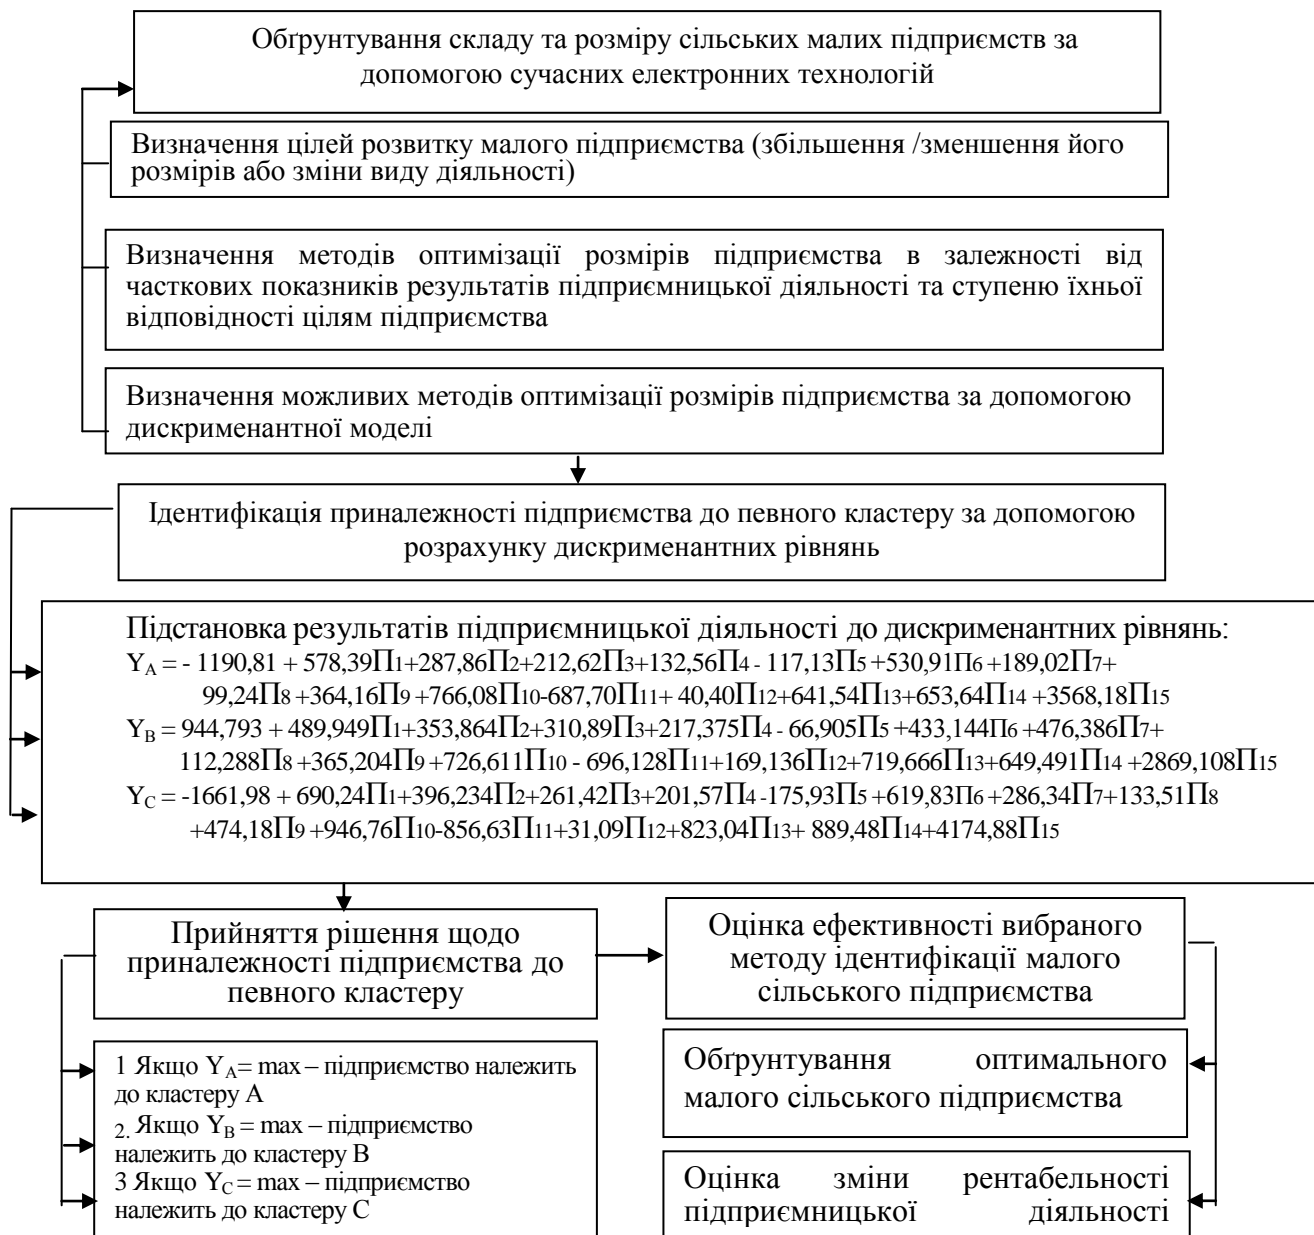 Обґрунтування складу та розміру сільських малих підприємств за
допомогою сучасних електронних технологій
Визначення цілей розвитку малого підприємства (збільшення /зменшення його
розмірів або зміни виду діяльності)
Визначення методів оптимізації розмірів підприємства в залежності від
часткових показників результатів підприємницької діяльності та ступеню їхньої
відповідності цілям підприємства
Визначення можливих методів оптимізації розмірів підприємства за допомогою
дискрименантної моделі
Ідентифікація приналежності підприємства до певного кластеру за допомогою
розрахунку дискрименантних рівнянь
Підстановка результатів підприємницької діяльності до дискрименантних рівнянь:
Y_A = - 1190,81 + 578,39П1+287,86П2+212,62П3+132,56П4 - 117,13П5 +530,91П6 +189,02П7+
99,24П8 +364,16П9 +766,08П10-687,70П11+ 40,40П12+641,54П13+653,64П14 +3568,18П15
Y_B = 944,793 + 489,949П1+353,864П2+310,89П3+217,375П4 - 66,905П5 +433,144П6 +476,386П7+
112,288П8 +365,204П9 +726,611П10 - 696,128П11+169,136П12+719,666П13+649,491П14 +2869,108П15
Y_C = -1661,98 + 690,24П1+396,234П2+261,42П3+201,57П4 -175,93П5 +619,83П6 +286,34П7+133,51П8
+474,18П9 +946,76П10-856,63П11+31,09П12+823,04П13+ 889,48П14+4174,88П15
Прийняття рішення щодо
приналежності підприємства до
певного кластеру
Оцінка ефективності вибраного
методу ідентифікації малого
сільського підприємства
1 Якщо Y_A= max – підприємство належить
до кластеру А
2. Якщо Y_B = max – підприємство
належить до кластеру В
3 Якщо Y_C = max – підприємство
належить до кластеру С
Обґрунтування оптимального
малого сільського підприємства
Оцінка зміни рентабельності
підприємницької діяльності